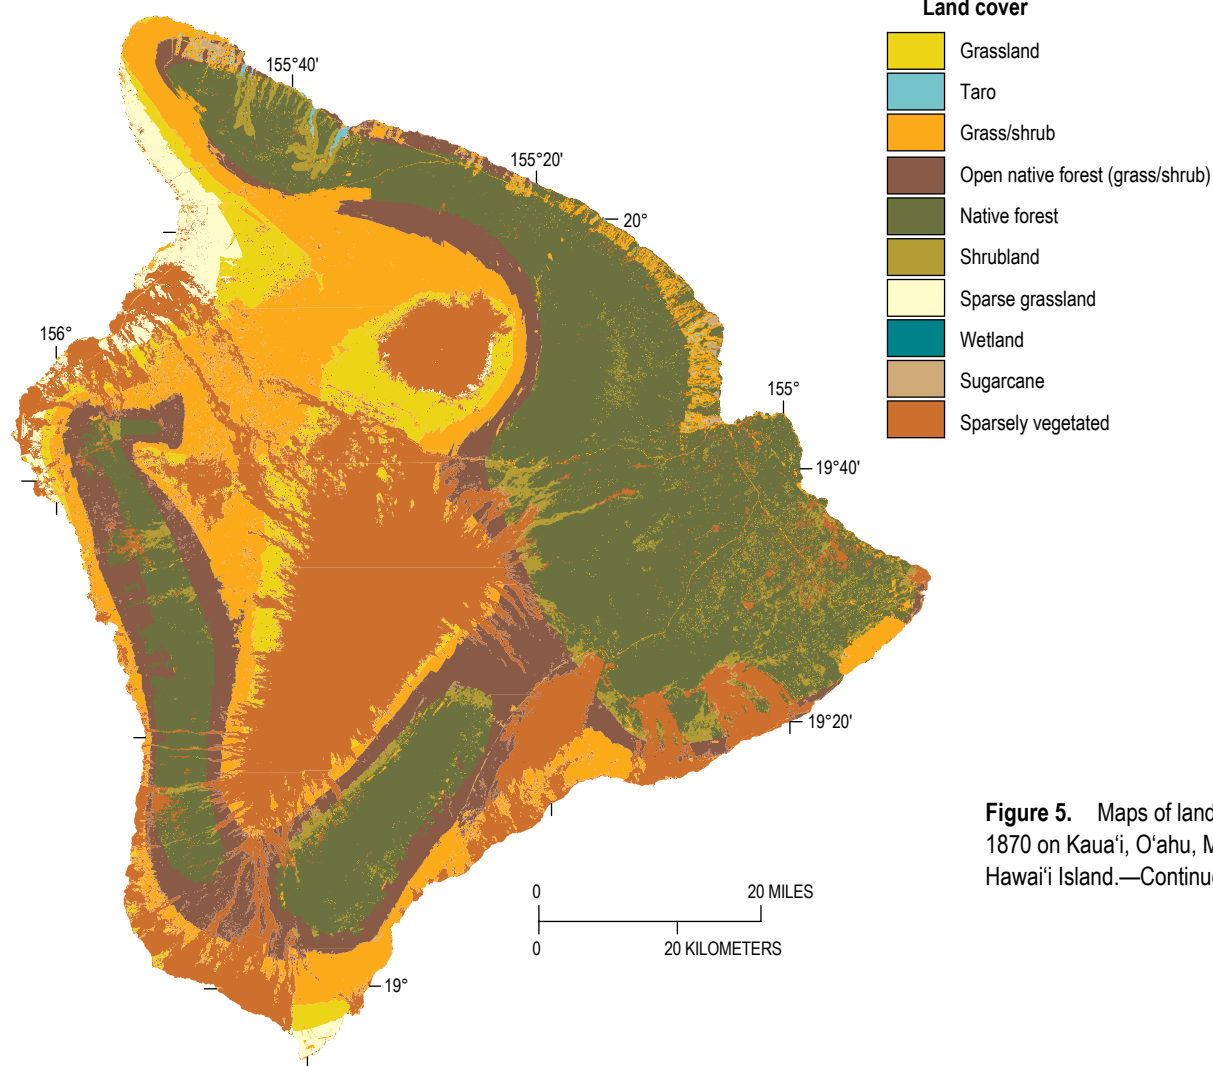 Land cover
Grassland
Taro
Grass/shrub
Open native forest (grass/shrub)
Native forest
Shrubland
Sparse grassland
Wetland
Sugarcane
Sparsely vegetated
155°40'
155°20'
20°
156°
155°
19°40'
19°20'
19°
0 20 MILES
0 20 KILOMETERS
Figure 5. Maps of land
1870 on Kaua‘i, O‘ahu, M
Hawai‘i Island.—Continue